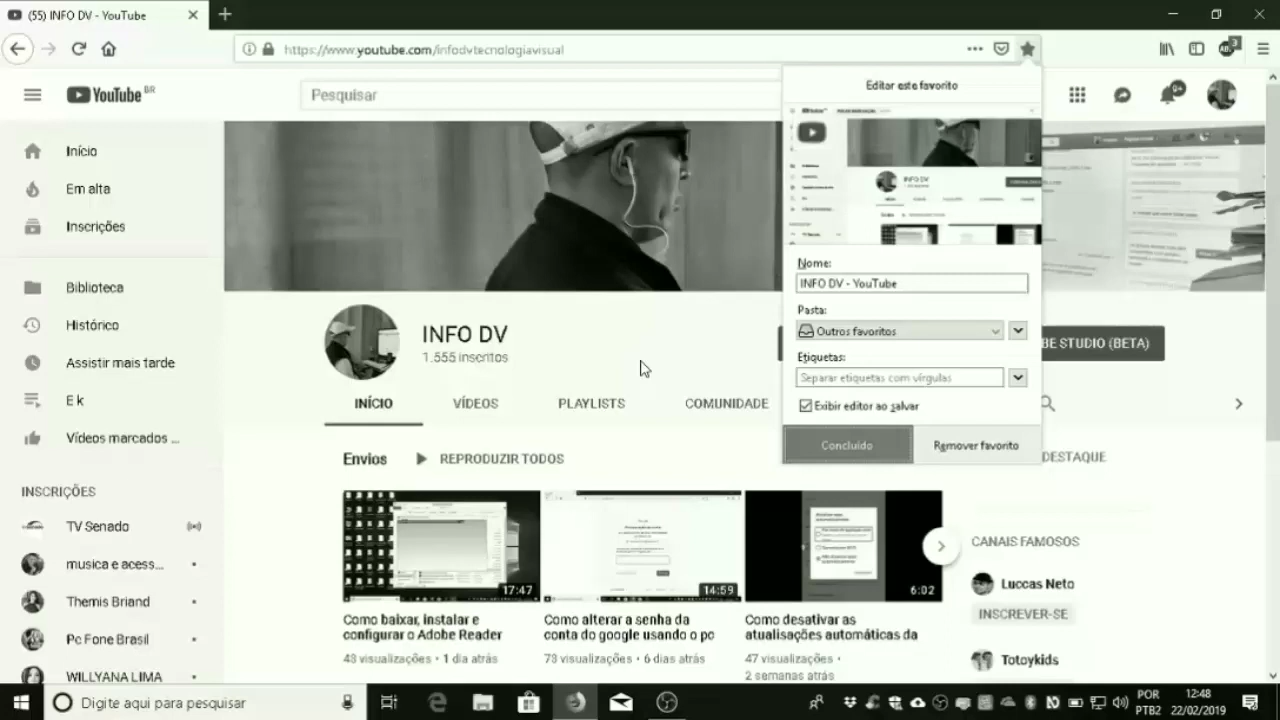 (55) INFO DV - YouTube
https://www.youtube.com/infodvtecnologiavisual
3
YouTube BR
Pesquisar
9+
Início
Em alta
Inscrições
Biblioteca
Histórico
Assistir mais tarde
E k
Vídeos marcados ...
INSCRIÇÕES
TV Senado
musica e acess...
Themis Briand
Pc Fone Brasil
WILLYANA LIMA
INFO DV
1.555 inscritos
BE STUDIO (BETA)
INÍCIO
VÍDEOS
PLAYLISTS
COMUNIDADE
Envios
REPRODUZIR TODOS
17:47
Como baixar, instalar e
configurar o Adobe Reader
43 visualizações • 1 dia atrás
14:59
Como alterar a senha da
conta do google usando o pc
73 visualizações • 6 dias atrás
6:02
Como desativar as
atualisações automáticas da
47 visualizações •
2 semanas atrás
DESTAQUE
CANAIS FAMOSOS
Luccas Neto
INSCREVER-SE
Totoykids
Editar este favorito
INFO DV
Nome:
INFO DV - YouTube
Pasta:
Outros favoritos
Etiquetas:
Separar etiquetas com vírgulas
Exibir editor ao salvar
Concluído
Remover favorito
Digite aqui para pesquisar
POR
PTB2
12:48
22/02/2019